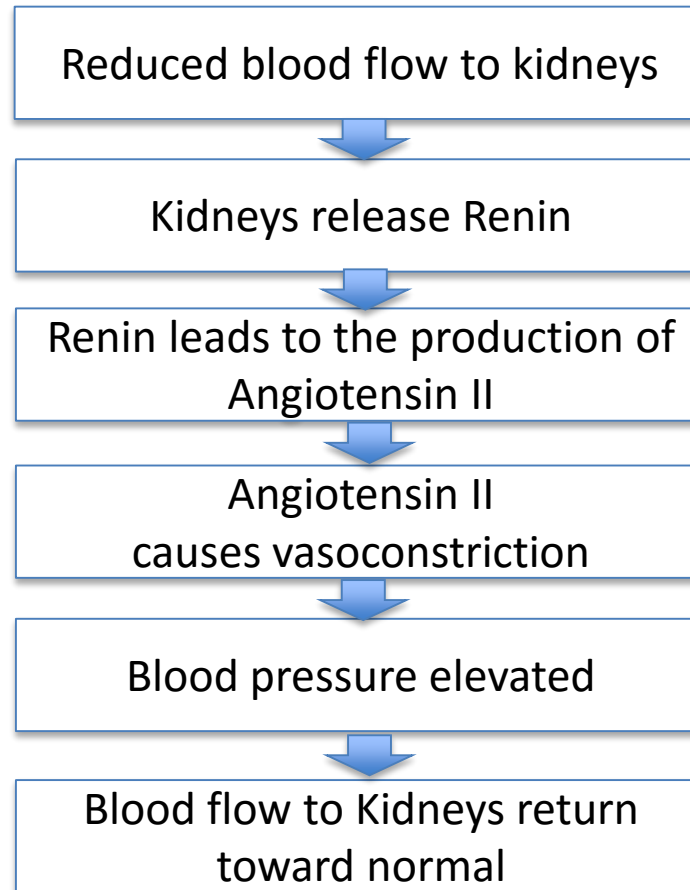 Reduced blood flow to kidneys
Kidneys release Renin
Renin leads to the production of
Angiotensin II
Angiotensin II
causes vasoconstriction
Blood pressure elevated
Blood flow to Kidneys return
toward normal